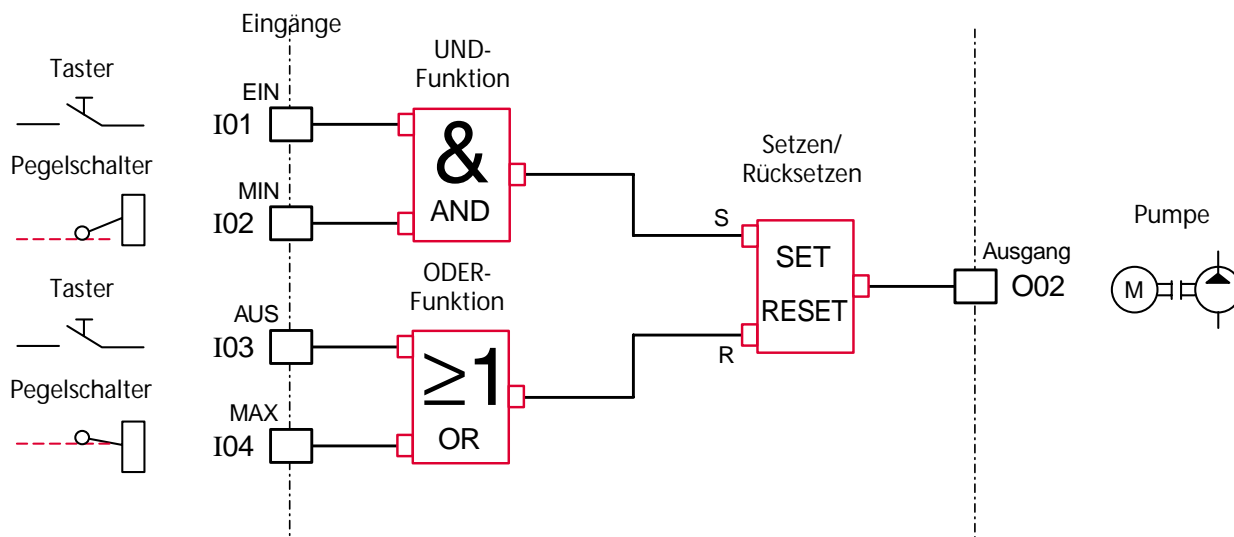 Eingänge
UND-
Funktion
Taster
EIN
I01
&
AND
Pegelschalter
MIN
I02
Setzen/
Rücksetzen
S
SET
RESET
R
Ausgang
O02
Pumpe
M
ODER-
Funktion
Taster
AUS
I03
≥1
OR
Pegelschalter
MAX
I04